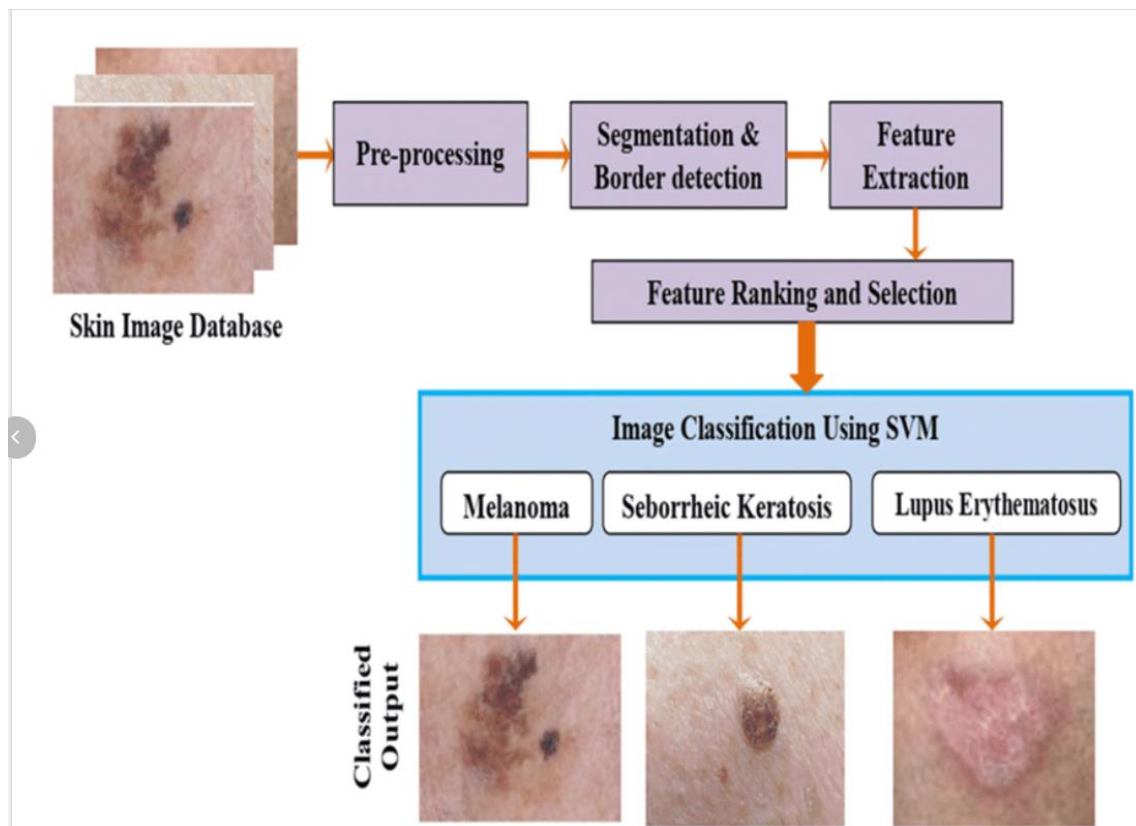 Pre-processing
Segmentation &
Border detection
Feature
Extraction
Skin Image Database
Feature Ranking and Selection
Image Classification Using SVM
Melanoma
Seborrheic Keratosis
Lupus Erythematosus
Classified
Output